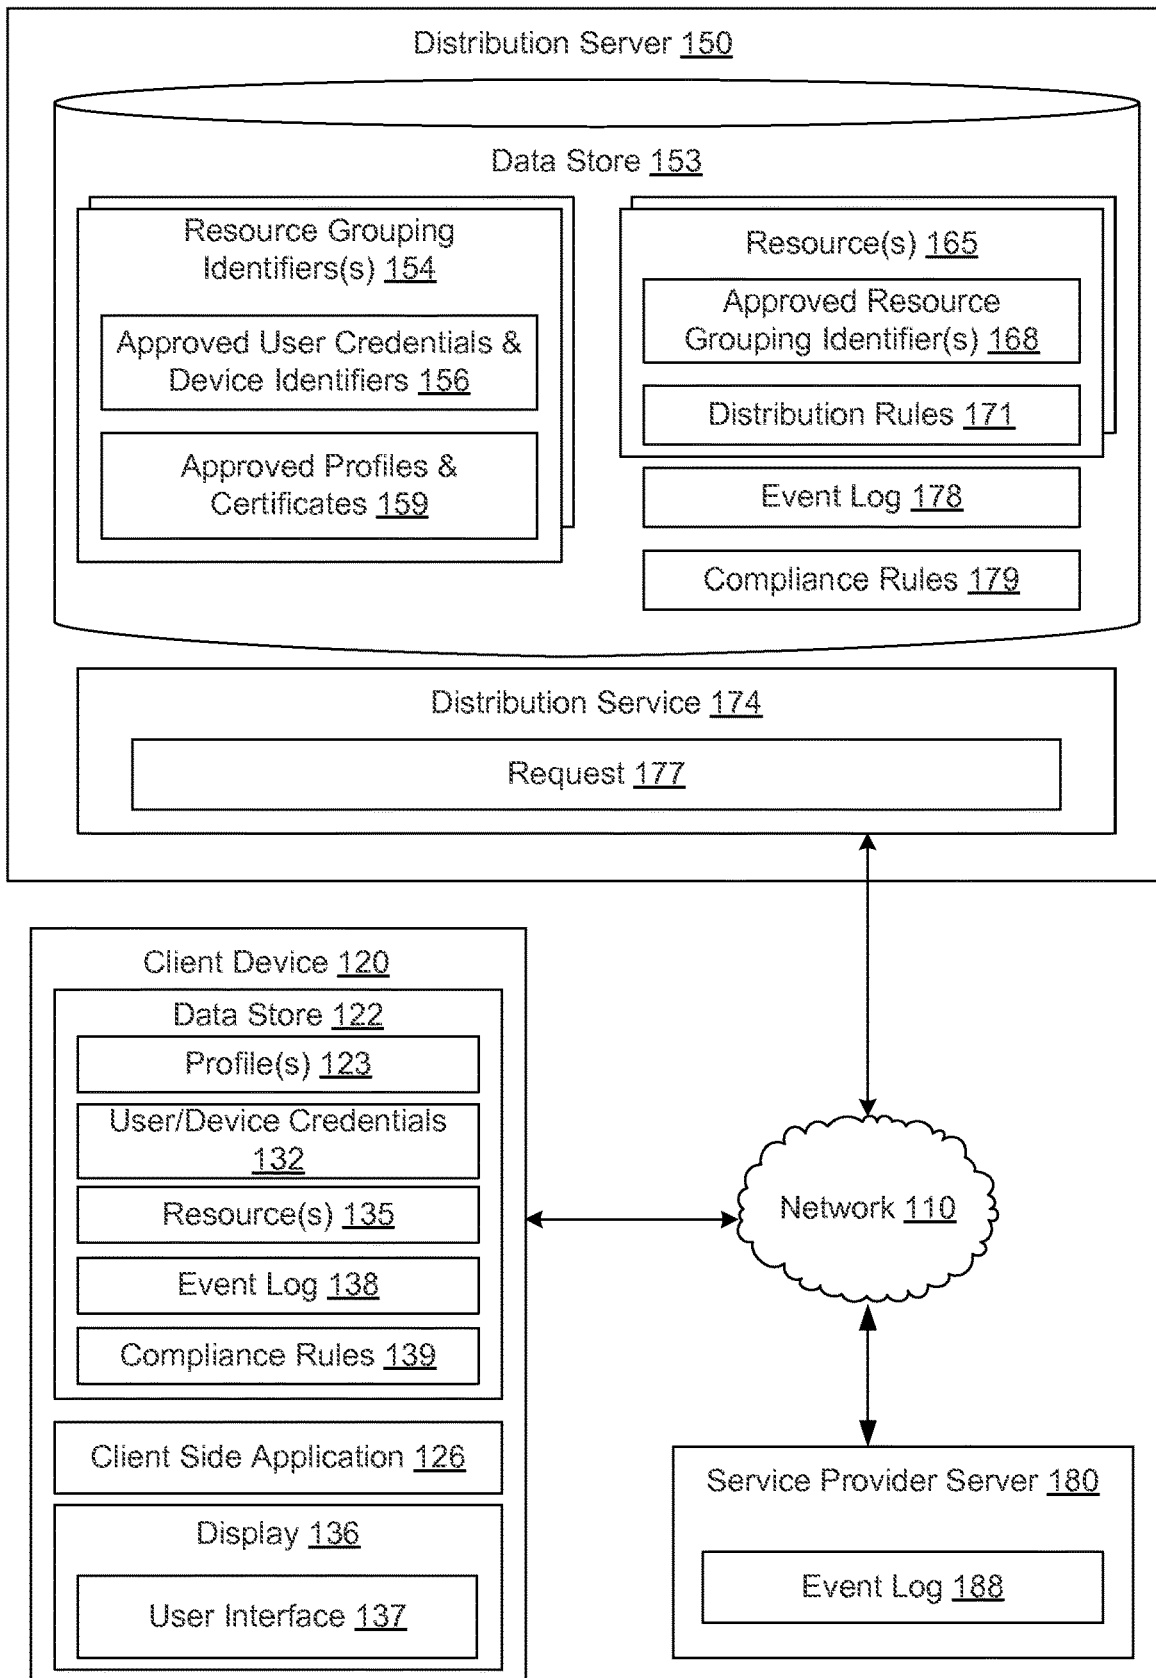 Distribution Server 150
Data Store 153
Resource Grouping
Identifiers(s) 154
Approved User Credentials &
Device Identifiers 156
Approved Profiles &
Certificates 159
Resource(s) 165
Approved Resource
Grouping Identifier(s) 168
Distribution Rules 171
Event Log 178
Compliance Rules 179
Distribution Service 174
Request 177
Client Device 120
Data Store 122
Profile(s) 123
User/Device Credentials
132
Resource(s) 135
Event Log 138
Compliance Rules 139
Client Side Application 126
Display 136
User Interface 137
Network 110
Service Provider Server 180
Event Log 188